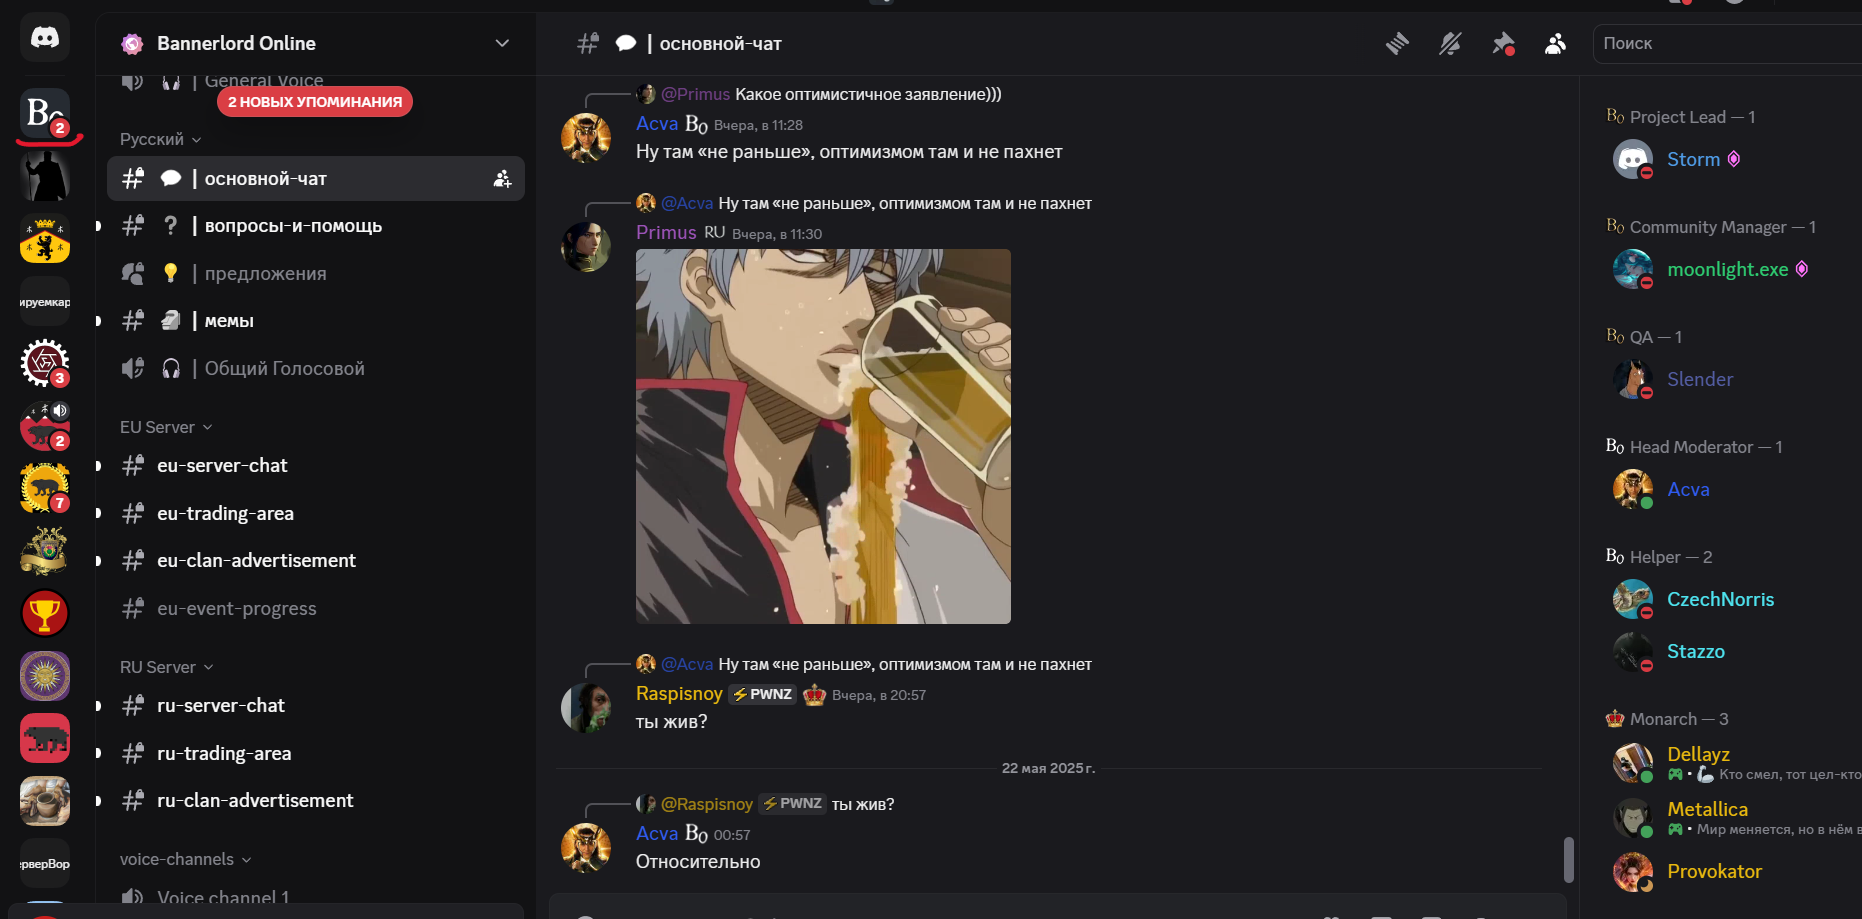 Bannerlord Online
General Voice
2 НОВЫХ УПОМИНАНИЯ
Русский
основной-чат
вопросы-и-помощь
предложения
мемы
Общий Голосовой
EU Server
eu-server-chat
eu-trading-area
eu-clan-advertisement
eu-event-progress
RU Server
ru-server-chat
ru-trading-area
ru-clan-advertisement
voice-channels
Voice channel 1
Bo
2
ируемкар
3
2
7
ерверВор
| основной-чат
Поиск
@Primus Какое оптимистичное заявление)))
Acva Bo Вчера, в 11:28
Ну там «не раньше», оптимизмом там и не пахнет
@Acva Ну там «не раньше», оптимизмом там и не пахнет
Primus RU Вчера, в 11:30
@Acva Ну там «не раньше», оптимизмом там и не пахнет
Raspisnoy PWNZ Вчера, в 20:57
ты жив?
22 мая 2025 г.
@Raspisnoy PWNZ ты жив?
Acva Bo 00:57
Относительно
Bo Project Lead — 1
Storm
Bo Community Manager — 1
moonlight.exe
Bo QA — 1
Slender
Bo Head Moderator — 1
Acva
Bo Helper — 2
CzechNorris
Stazzo
Monarch — 3
Dellayz
• Кто смел, тот цел-кто
Metallica
• Мир меняется, но в нём в
Provokator